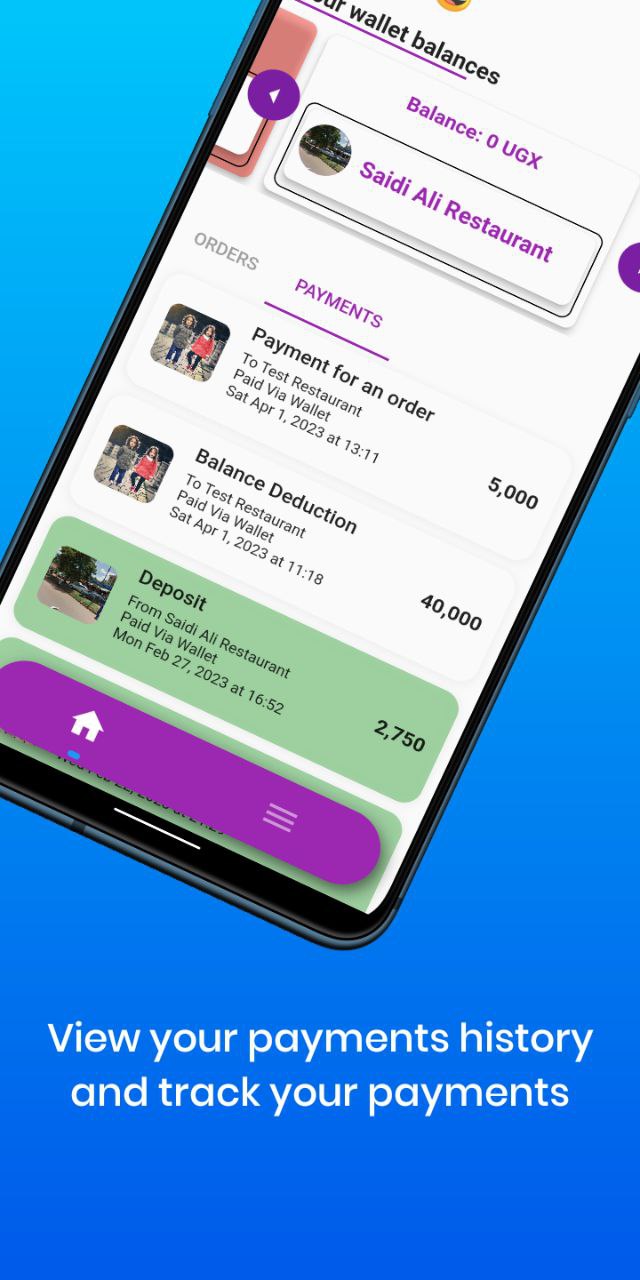 our wallet balances
Balance: 0 UGX
Saidi Ali Restaurant
ORDERS
PAYMENTS
Payment for an order
To Test Restaurant
Paid Via Wallet
Sat Apr 1, 2023 at 13:11
5,000
Balance Deduction
To Test Restaurant
Paid Via Wallet
Sat Apr 1, 2023 at 11:18
40,000
Deposit
From Saidi Ali Restaurant
Paid Via Wallet
Mon Feb 27, 2023 at 16:52
2,750
View your payments history
and track your payments